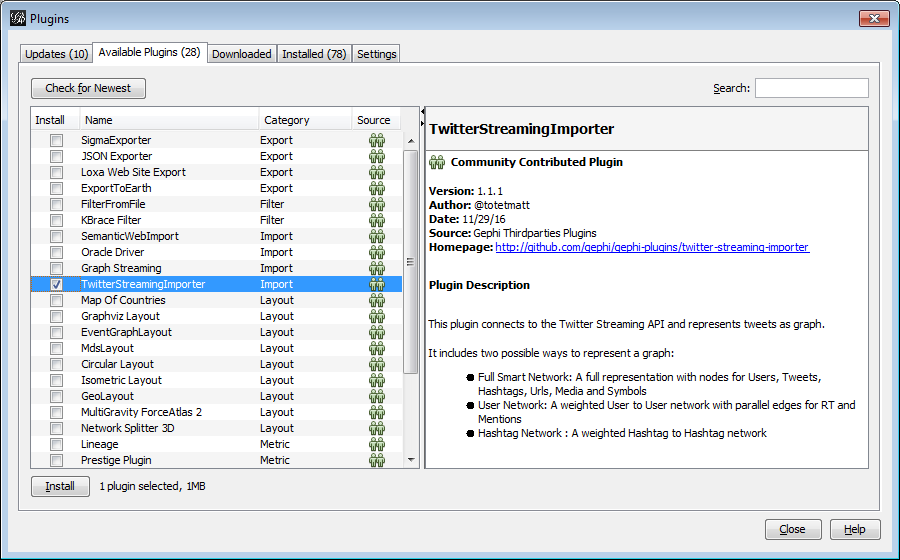 Plugins
Updates (10) Available Plugins (28) Downloaded Installed (78) Settings
Check for Newest Search:
Install Name Category Source
SigmaExporter Export
JSON Exporter Export
Loxa Web Site Export Export
ExportToEarth Export
FilterFromFile Filter
KBrace Filter Filter
SemanticWebImport Import
Oracle Driver Import
Graph Streaming Import
TwitterStreamingImporter Import
Map Of Countries Layout
Graphviz Layout Layout
EventGraphLayout Layout
MdsLayout Layout
Circular Layout Layout
Isometric Layout Layout
GeoLayout Layout
MultiGravity ForceAtlas 2 Layout
Network Splitter 3D Layout
Lineage Metric
Prestige Plugin Metric
TwitterStreamingImporter
Community Contributed Plugin
Version: 1.1.1
Author: @totetmatt
Date: 11/29/16
Source: Gephi Thirdparties Plugins
Homepage: http://github.com/gephi/gephi-plugins/twitter-streaming-importer
Plugin Description
This plugin connects to the Twitter Streaming API and represents tweets as graph.
It includes two possible ways to represent a graph:
Full Smart Network: A full representation with nodes for Users, Tweets,
Hashtags, Urls, Media and Symbols
User Network: A weighted User to User network with parallel edges for RT and
Mentions
Hashtag Network : A weighted Hashtag to Hashtag network
Install 1 plugin selected, 1MB
Close Help